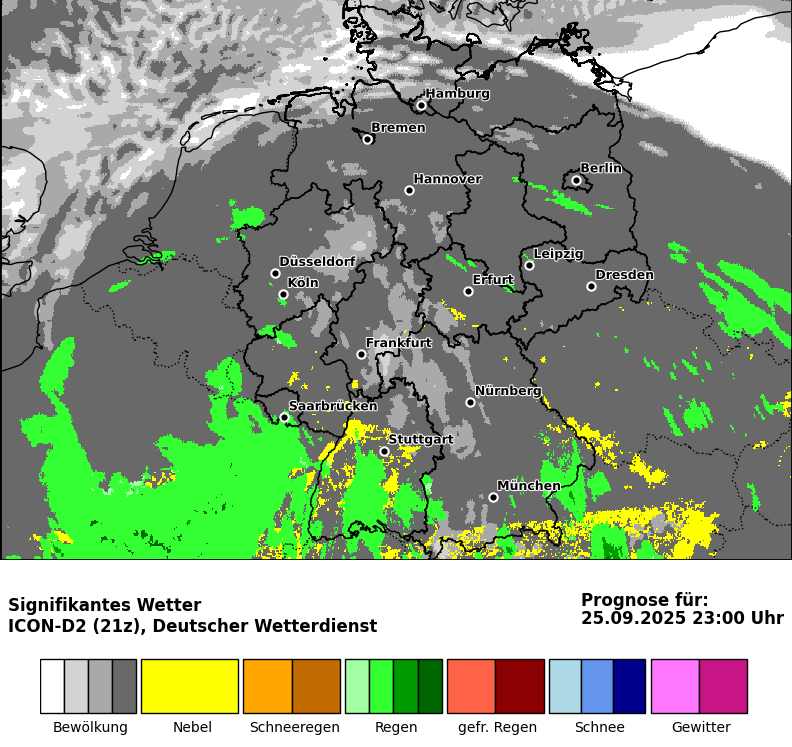 Hamburg
Bremen
Berlin
Hannover
Leipzig
Düsseldorf
Dresden
Köln
Erfurt
Frankfurt
Nürnberg
Saarbrücken
Stuttgart
München
Signifikantes Wetter
ICON-D2 (21z), Deutscher Wetterdienst
Prognose für:
25.09.2025 23:00 Uhr
Bewölkung Nebel Schneeregen Regen gefr. Regen Schnee Gewitter